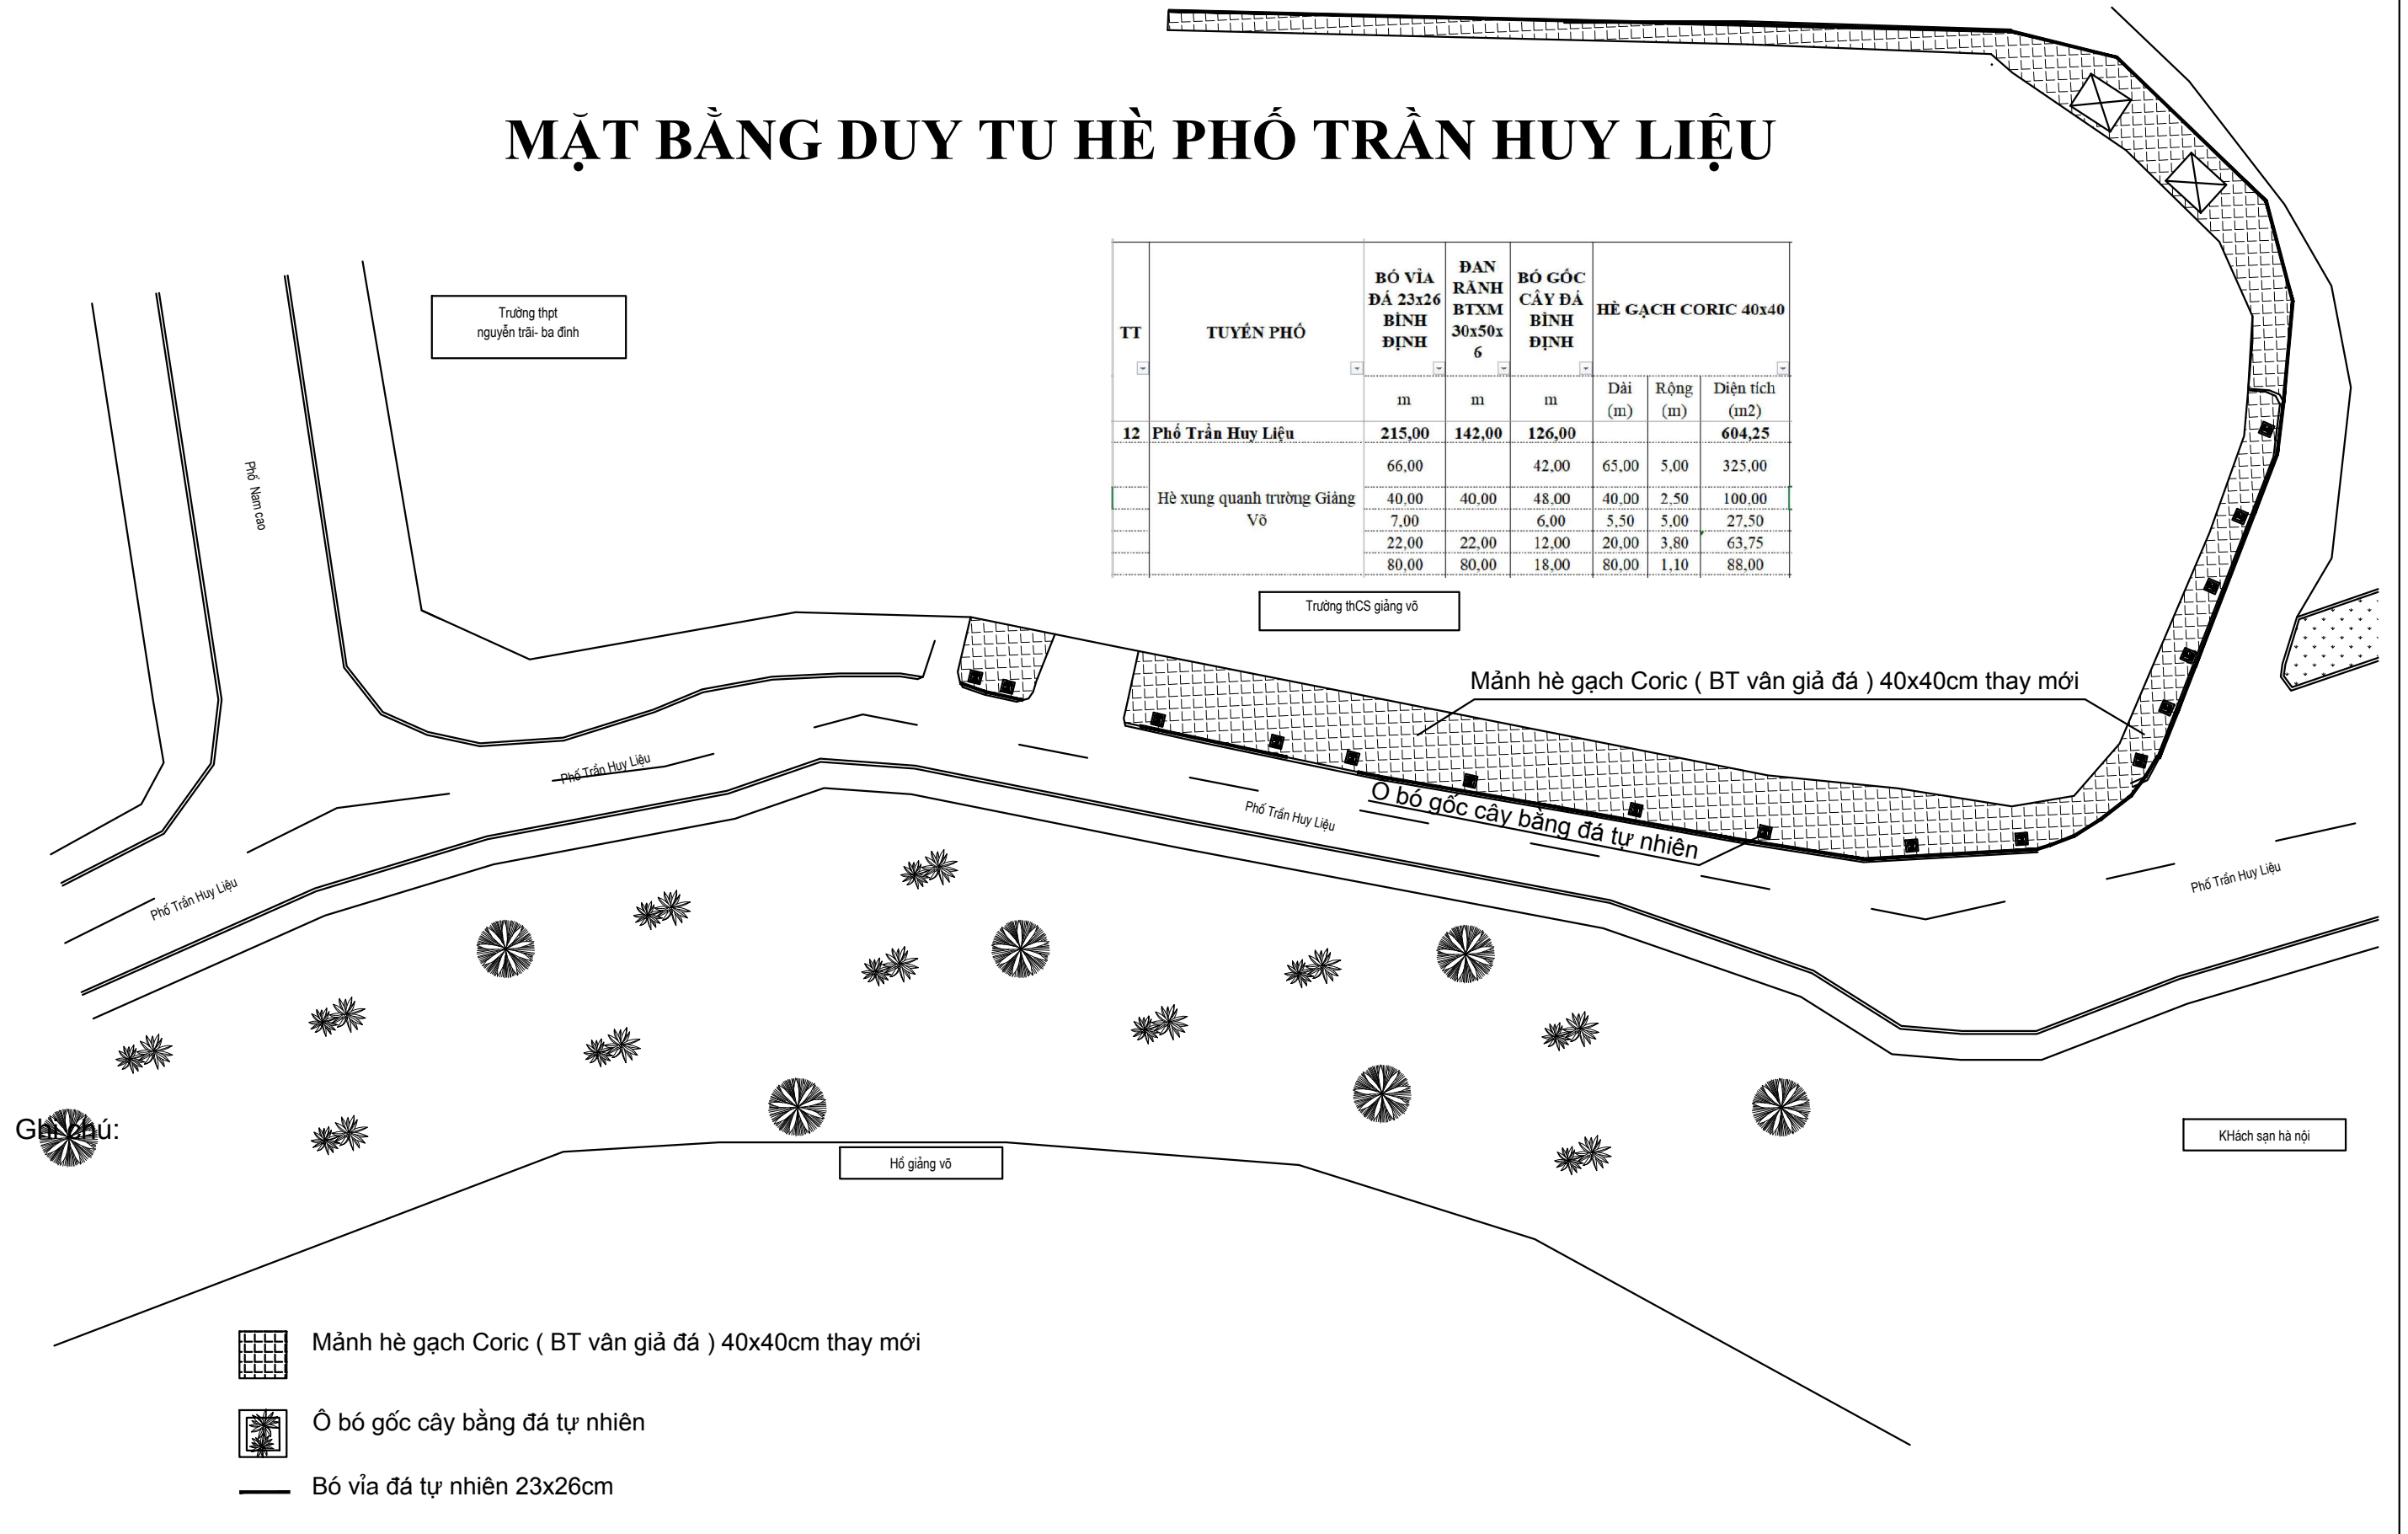 MẶT BẰNG DUY TU HÈ PHỐ TRẦN HUY LIỆU
Trường thpt
nguyễn trãi- ba đình
TT
TUYẾN PHỐ
BÓ VỈA
ĐÁ 23x26
BÌNH
ĐỊNH
ĐAN
RÃNH
BTXM
30x50x
6
BÓ GỐC
CÂY ĐÁ
BÌNH
ĐỊNH
HÈ GẠCH CORIC 40x40
m m m Dài (m) Rộng (m) Diện tích (m2)
12 Phố Trần Huy Liệu 215,00 142,00 126,00 604,25
Hè xung quanh trường Giảng
Võ
66,00 42,00 65,00 5,00 325,00
40,00 40,00 48,00 40,00 2,50 100,00
7,00 6,00 5,50 5,00 27,50
22,00 22,00 12,00 20,00 3,80 63,75
80,00 80,00 18,00 80,00 1,10 88,00
Phố Nam cao
Trường thCS giảng võ
Mảnh hè gạch Coric ( BT vân giả đá ) 40x40cm thay mới
Phố Trần Huy Liệu
Ô bó gốc cây bằng đá tự nhiên
Phố Trần Huy Liệu
Phố Trần Huy Liệu
Phố Trần Huy Liệu
Ghi chú:
Hồ giảng võ
KHách sạn hà nội
Mảnh hè gạch Coric ( BT vân giả đá ) 40x40cm thay mới
Ô bó gốc cây bằng đá tự nhiên
Bó vỉa đá tự nhiên 23x26cm